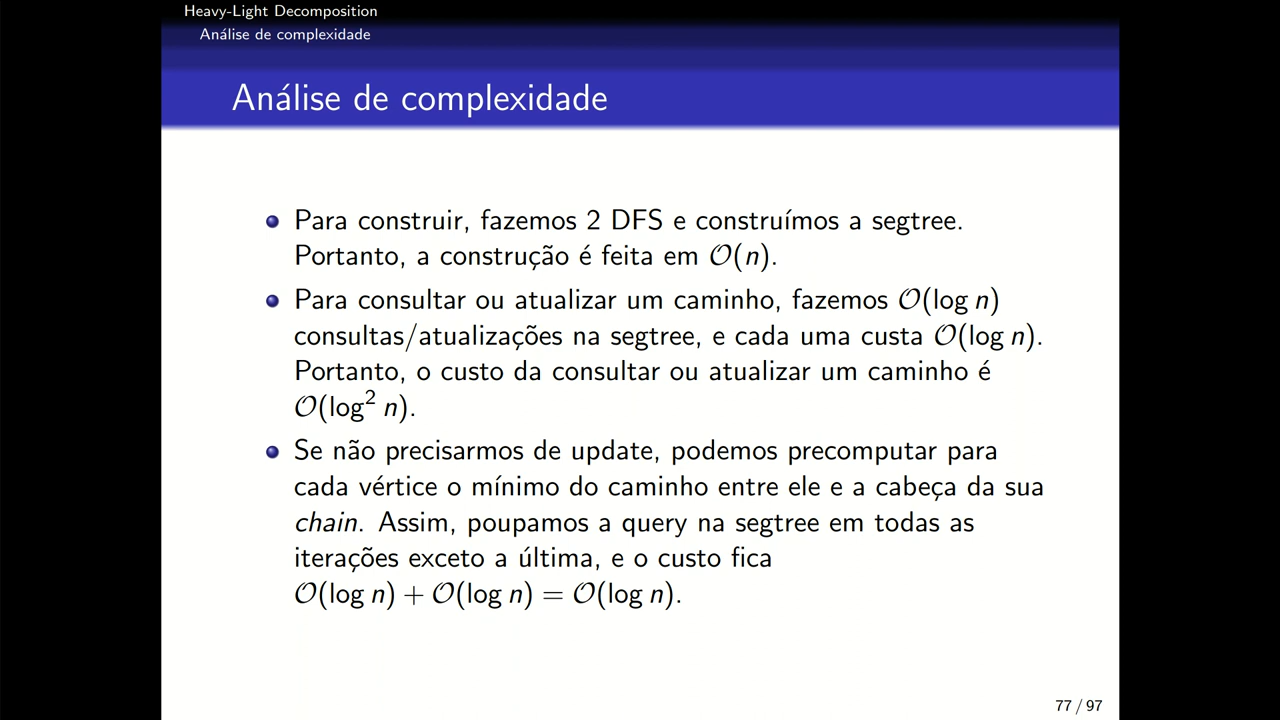 Heavy-Light Decomposition
Análise de complexidade
Análise de complexidade
Para construir, fazemos 2 DFS e construímos a segtree.
Portanto, a construção é feita em O(n).
Para consultar ou atualizar um caminho, fazemos O(log n)
consultas/atualizações na segtree, e cada uma custa O(log n).
Portanto, o custo da consultar ou atualizar um caminho é
O(log² n).
Se não precisarmos de update, podemos precomputar para
cada vértice o mínimo do caminho entre ele e a cabeça da sua
chain. Assim, poupamos a query na segtree em todas as
iterações exceto a última, e o custo fica
O(log n) + O(log n) = O(log n).
77 / 97